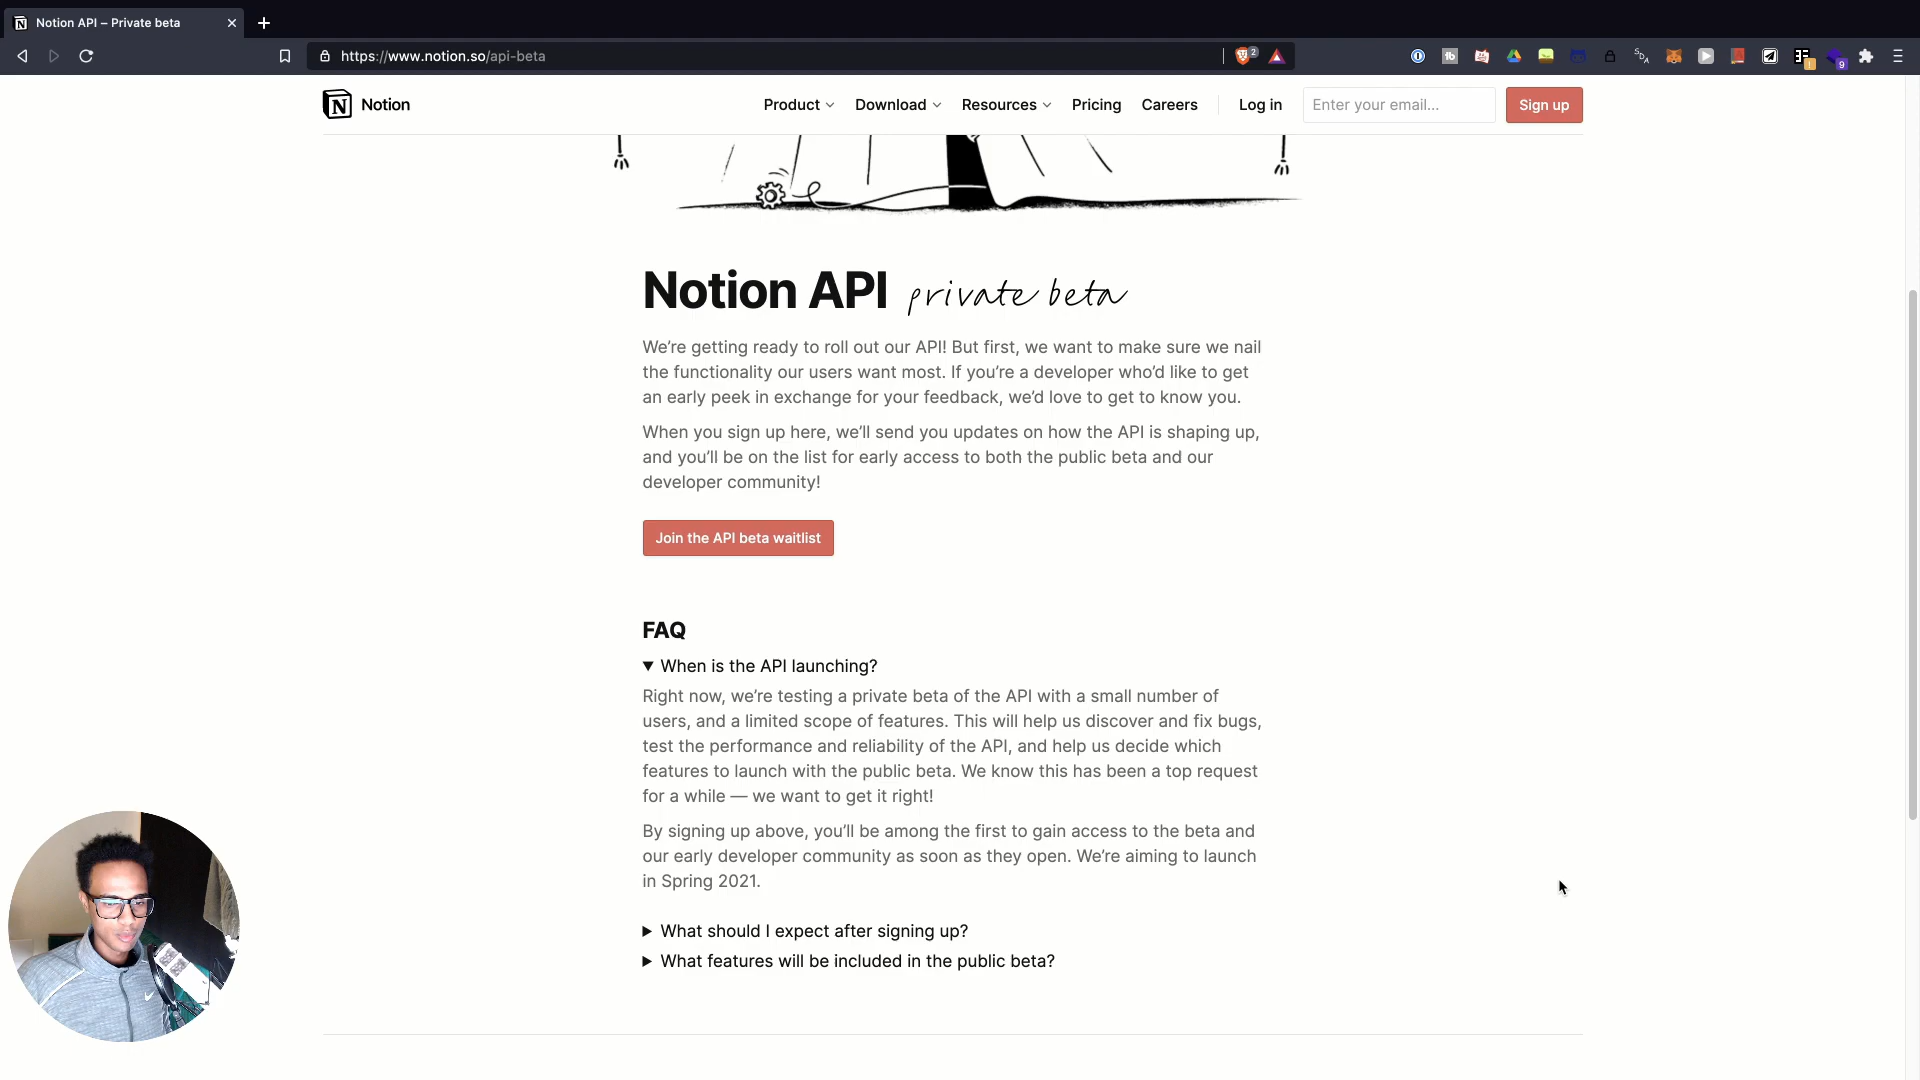 Notion API – Private beta
https://www.notion.so/api-beta
2
9
Notion
Product
Download
Resources
Pricing
Careers
Log in
Enter your email...
Sign up
Notion API private beta
We’re getting ready to roll out our API! But first, we want to make sure we nail
the functionality our users want most. If you’re a developer who’d like to get
an early peek in exchange for your feedback, we’d love to get to know you.
When you sign up here, we’ll send you updates on how the API is shaping up,
and you’ll be on the list for early access to both the public beta and our
developer community!
Join the API beta waitlist
FAQ
▼ When is the API launching?
Right now, we’re testing a private beta of the API with a small number of
users, and a limited scope of features. This will help us discover and fix bugs,
test the performance and reliability of the API, and help us decide which
features to launch with the public beta. We know this has been a top request
for a while — we want to get it right!
By signing up above, you’ll be among the first to gain access to the beta and
our early developer community as soon as they open. We’re aiming to launch
in Spring 2021.
▶ What should I expect after signing up?
▶ What features will be included in the public beta?